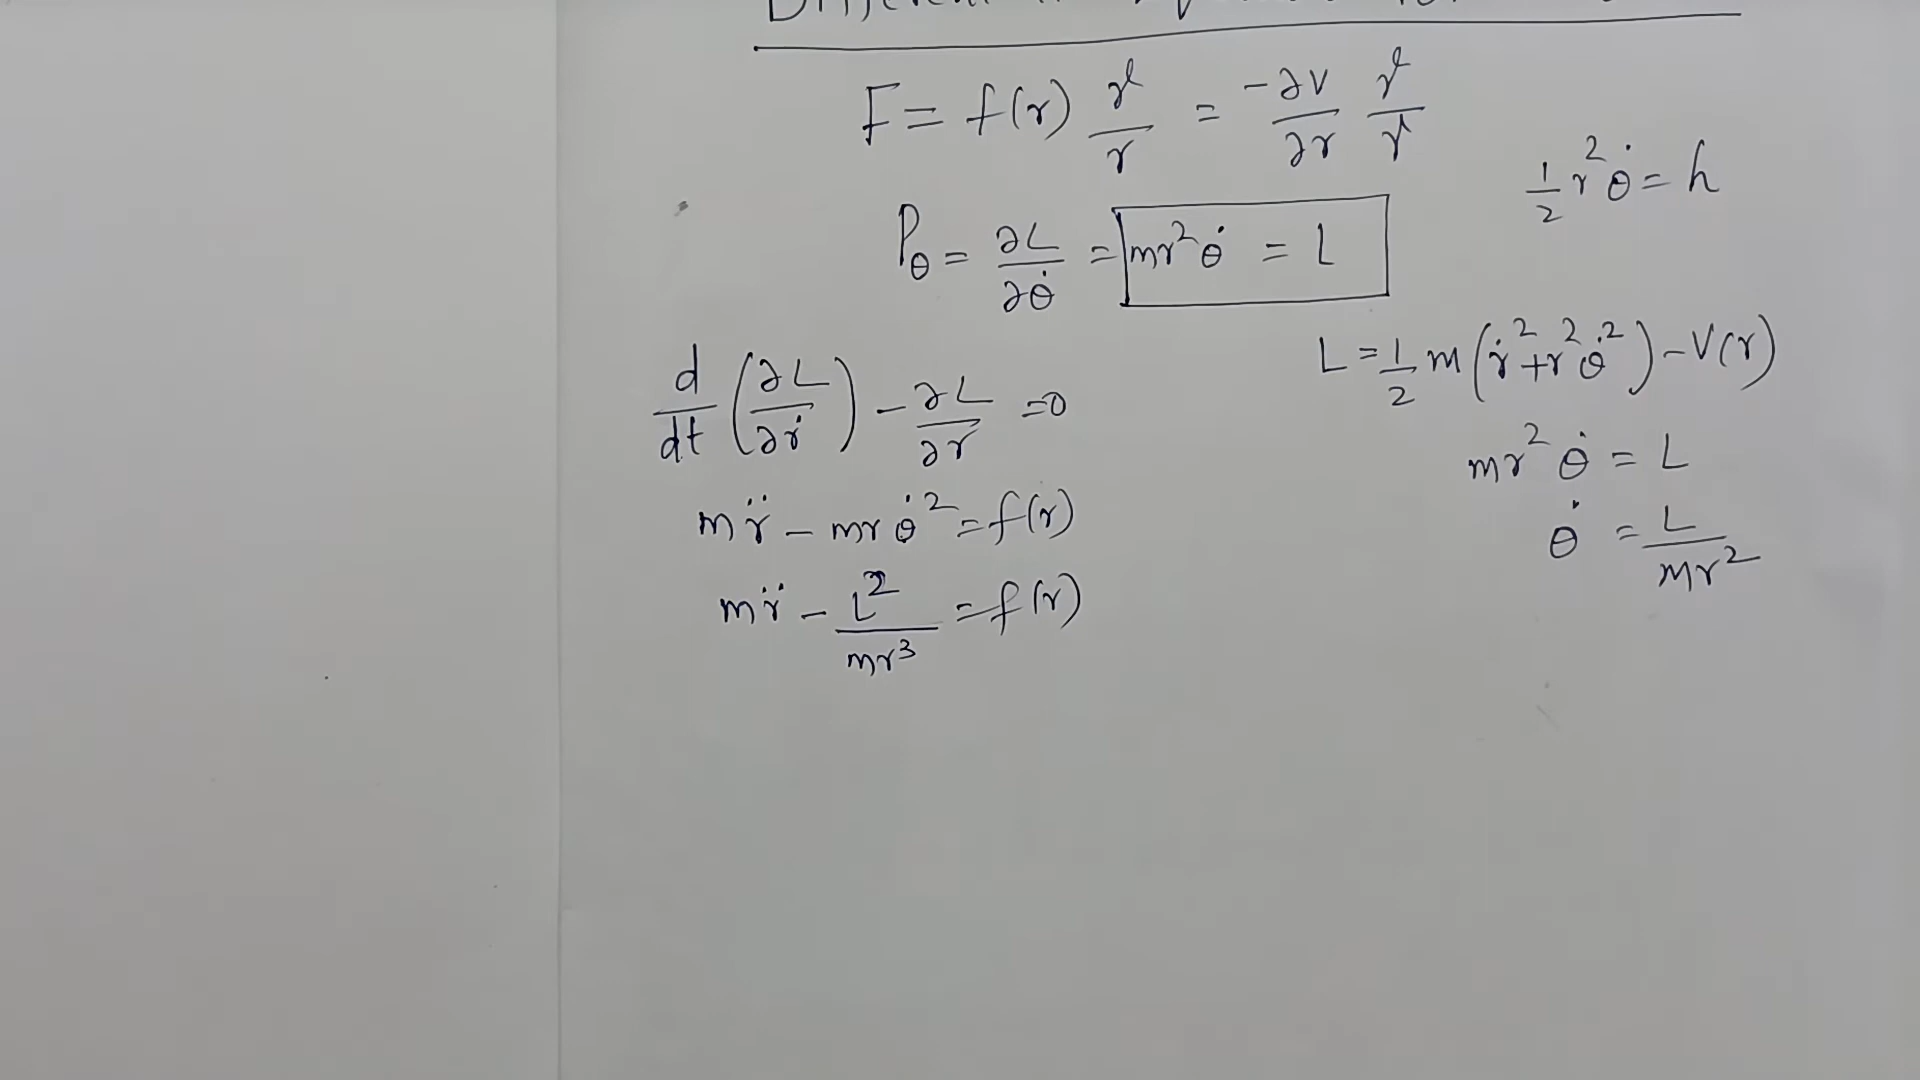 F = f(r) r/r = -∂V/∂r r/r
1/2 r²θ̇ = h
Pθ = ∂L/∂θ̇ = mr²θ̇ = L
L = 1/2 m(ṙ² + r²θ̇²) - V(r)
d/dt (∂L/∂ṙ) - ∂L/∂r = 0
mr²θ̇ = L
mr̈ - mrθ̇² = f(r)
θ̇ = L/mr²
mr̈ - L²/mr³ = f(r)